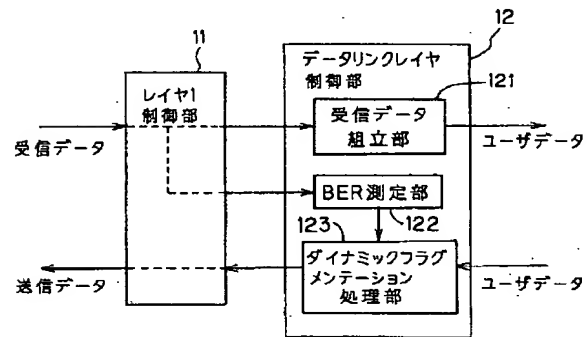 11
12
データリンクレイヤ
制御部
121
レイヤ1
制御部
受信データ
組立部
受信データ
ユーザデータ
BER測定部
122
123
ダイナミックフラグ
メンテーション
処理部
送信データ
ユーザデータ